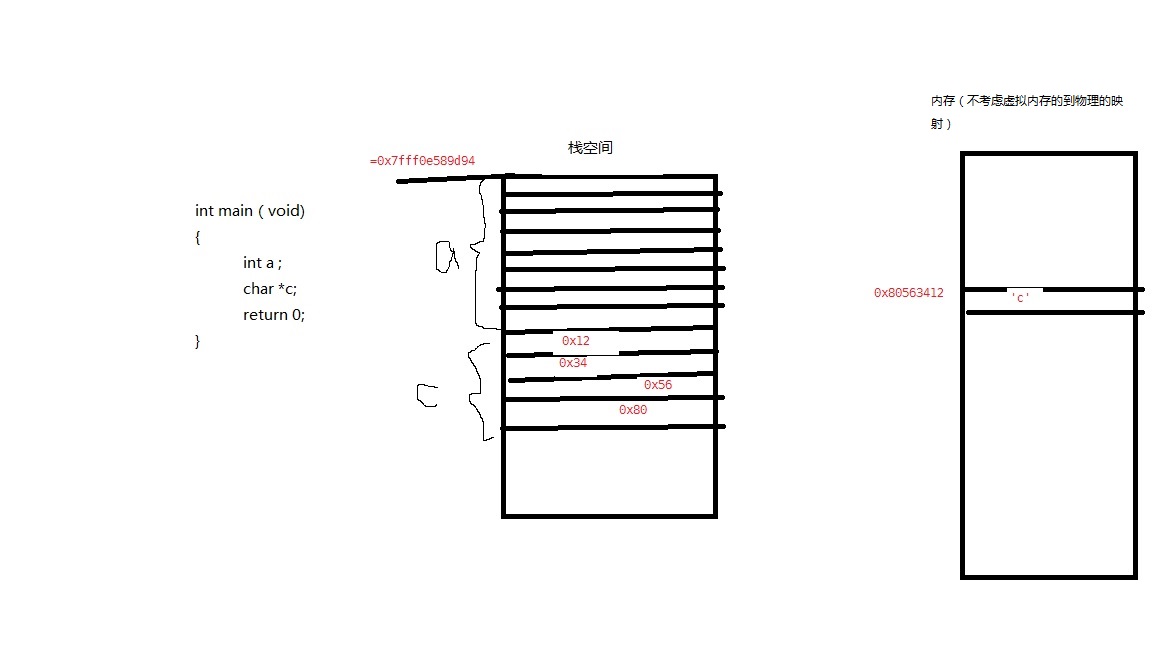 内存（不考虑虚拟内存的到物理的映
射）
栈空间
=0x7fff0e589d94
int main ( void)
{
int a ;
char *c;
return 0;
}
a
c
0x12
0x34
0x56
0x80
0x80563412
'c'